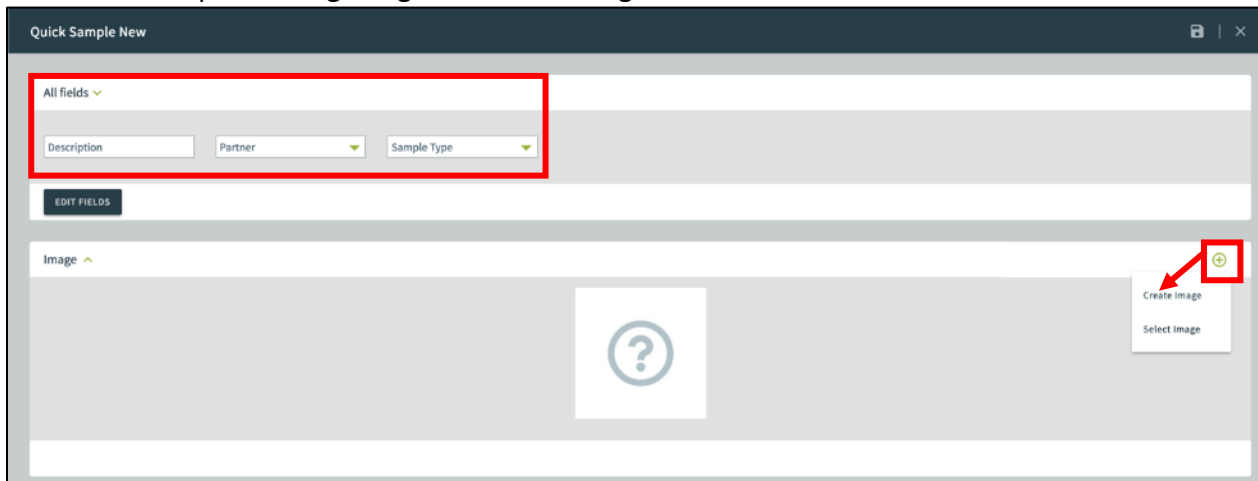 Quick Sample New
All fields
Description Partner Sample Type
EDIT FIELDS
Image
Create Image
Select Image